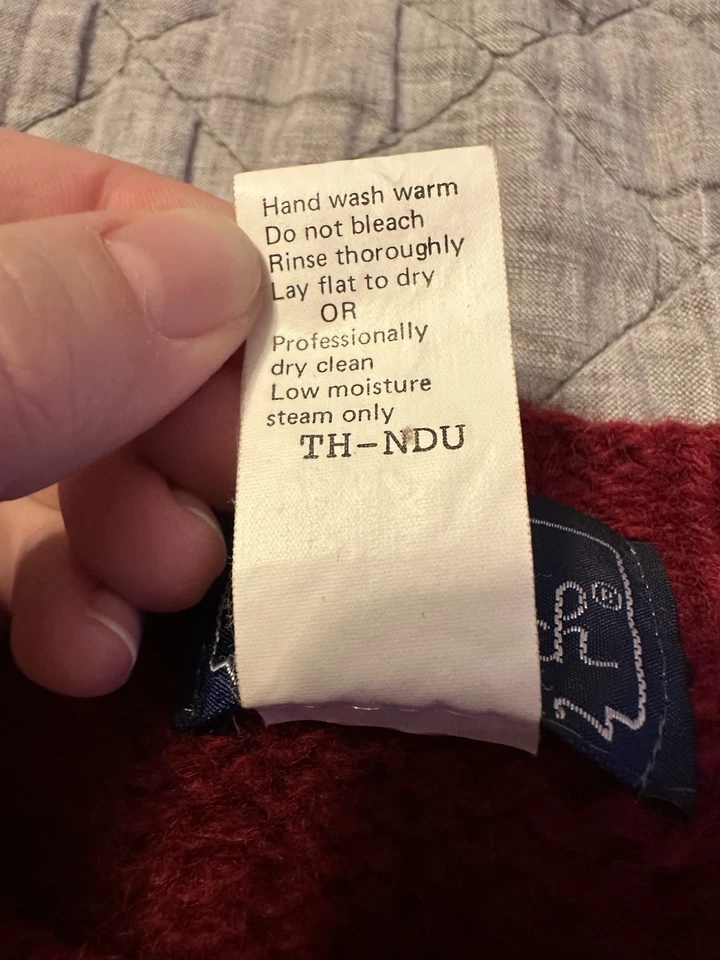 Hand wash warm
Do not bleach
Rinse thoroughly
Lay flat to dry
OR
Professionally
dry clean
Low moisture
steam only
TH-NDU
R®